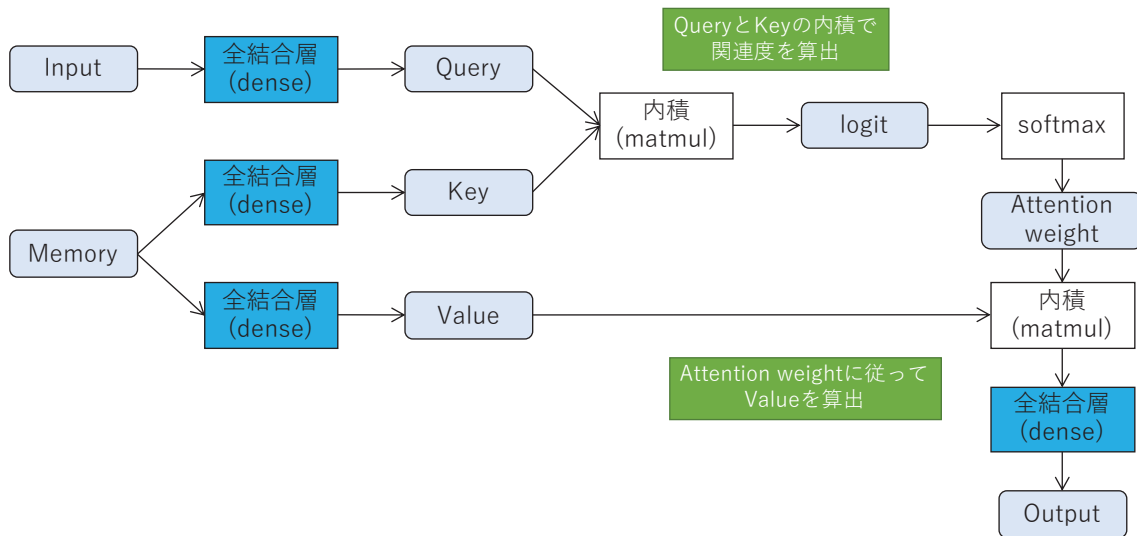 QueryとKeyの内積で
関連度を算出
Input
全結合層
(dense)
Query
内積
(matmul)
logit
softmax
全結合層
(dense)
Key
Attention
weight
Memory
全結合層
(dense)
Value
内積
(matmul)
Attention weightに従って
Valueを算出
全結合層
(dense)
Output